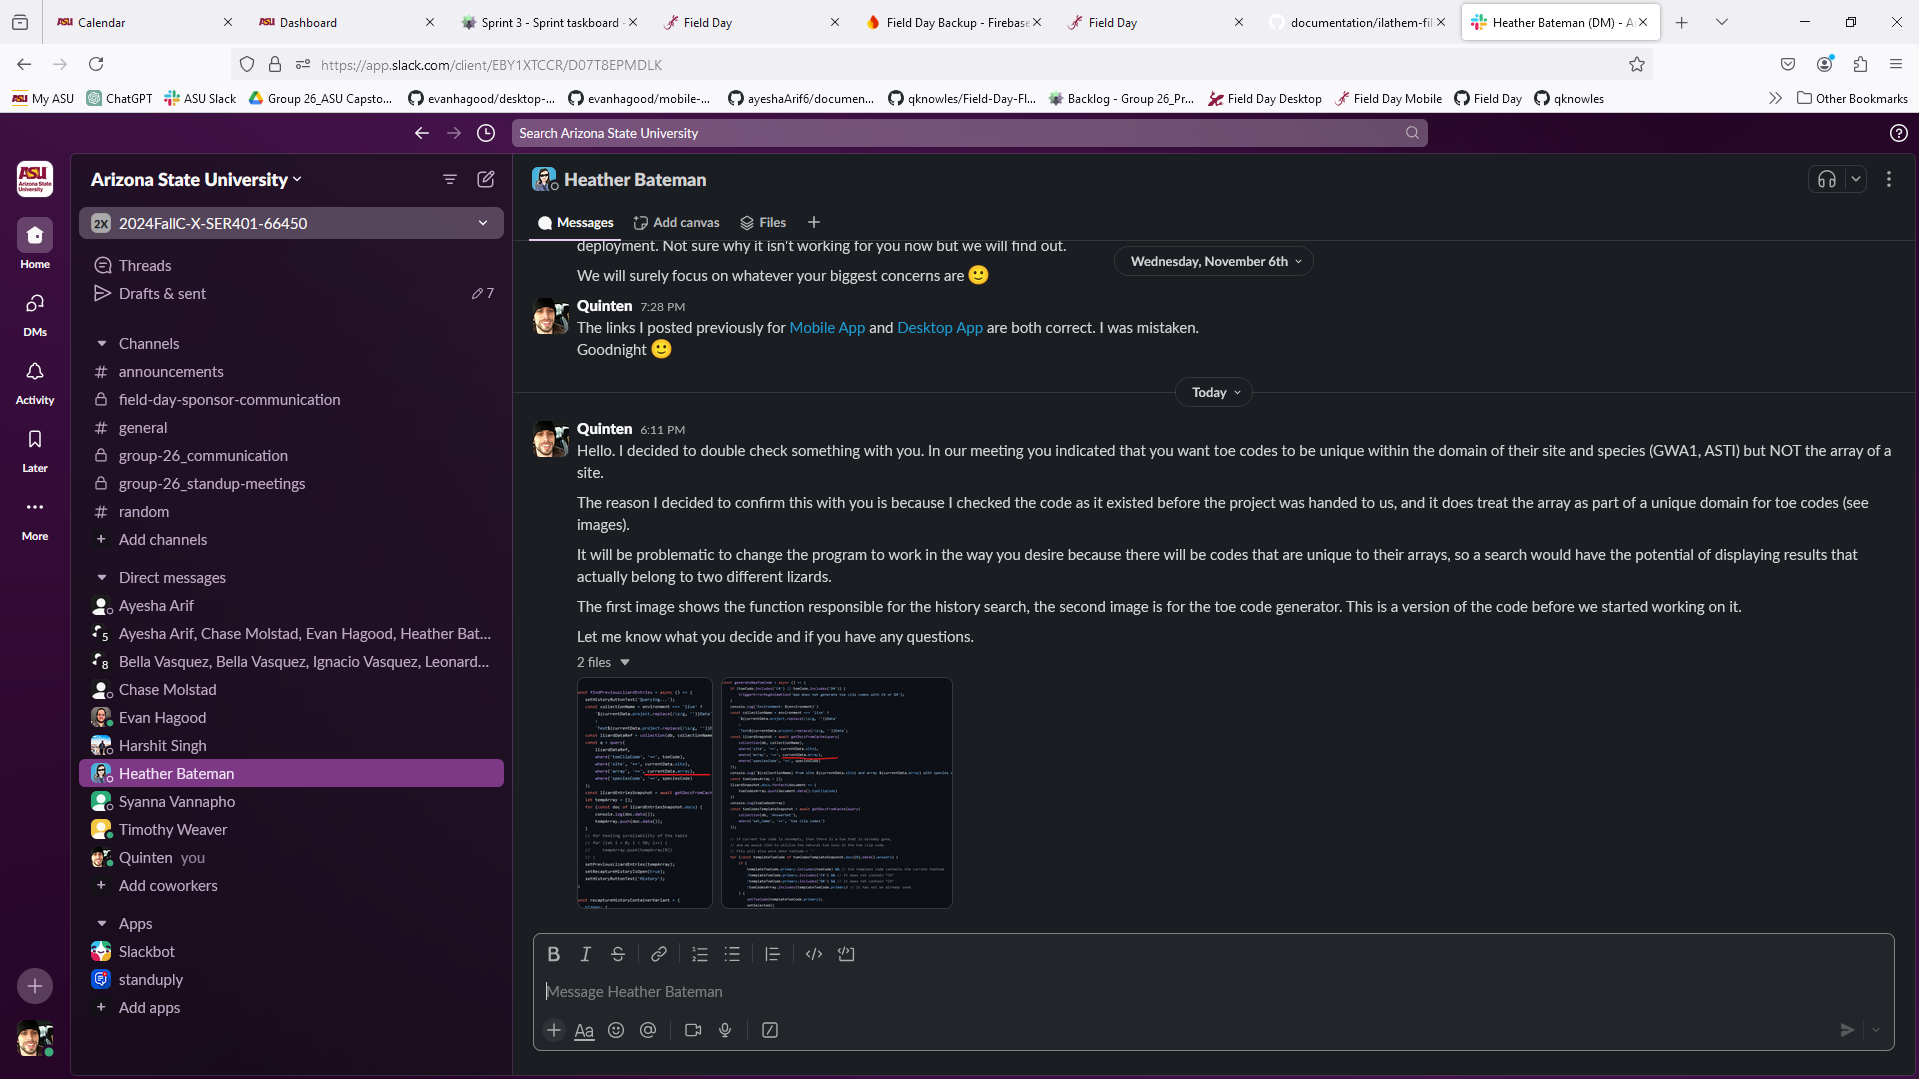 Calendar
Dashboard
Sprint 3 - Sprint taskboard -
Field Day
Field Day Backup - Firebase
Field Day
documentation/ilathem-fil
Heather Bateman (DM) - A
https://app.slack.com/client/EBY1XTCCR/D07T8EPMDLK
My ASU
ChatGPT
ASU Slack
Group 26_ASU Capsto...
evanhagood/desktop-...
evanhagood/mobile-...
ayeshaArif6/documen...
qknowles/Field-Day-Fl...
Backlog - Group 26_Pr...
Field Day Desktop
Field Day Mobile
Field Day
qknowles
Other Bookmarks
Search Arizona State University
ASU
Arizona State University
Home
DMs
Activity
Later
More
Arizona State University
2X 2024FallC-X-SER401-66450
Threads
Drafts & sent 7
Channels
# announcements
field-day-sponsor-communication
# general
group-26_communication
group-26_standup-meetings
# random
+ Add channels
Direct messages
Ayesha Arif
5 Ayesha Arif, Chase Molstad, Evan Hagood, Heather Bat...
8 Bella Vasquez, Bella Vasquez, Ignacio Vasquez, Leonard...
Chase Molstad
Evan Hagood
Harshit Singh
Heather Bateman
Syanna Vannapho
Timothy Weaver
Quinten you
+ Add coworkers
Apps
Slackbot
standuply
+ Add apps
Heather Bateman
Messages
Add canvas
Files
deployment. Not sure why it isn't working for you now but we will find out.
Wednesday, November 6th
We will surely focus on whatever your biggest concerns are 🙂
Quinten 7:28 PM
The links I posted previously for Mobile App and Desktop App are both correct. I was mistaken.
Goodnight 🙂
Today
Quinten 6:11 PM
Hello. I decided to double check something with you. In our meeting you indicated that you want toe codes to be unique within the domain of their site and species (GWA1, ASTI) but NOT the array of a
site.
The reason I decided to confirm this with you is because I checked the code as it existed before the project was handed to us, and it does treat the array as part of a unique domain for toe codes (see
images).
It will be problematic to change the program to work in the way you desire because there will be codes that are unique to their arrays, so a search would have the potential of displaying results that
actually belong to two different lizards.
The first image shows the function responsible for the history search, the second image is for the toe code generator. This is a version of the code before we started working on it.
Let me know what you decide and if you have any questions.
2 files
Message Heather Bateman